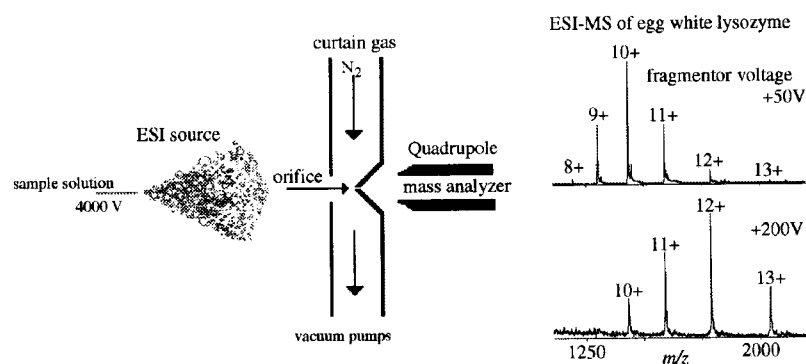 curtain gas
N2
ESI source
sample solution
4000 V
orifice
Quadrupole
mass analyzer
vacuum pumps
ESI-MS of egg white lysozyme
fragmentor voltage
+50V
8+
9+
10+
11+
12+
13+
+200V
10+
11+
12+
13+
1250
m/z
2000